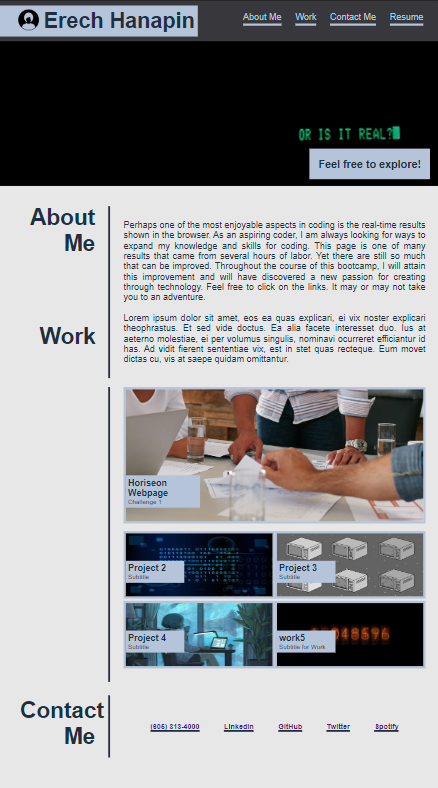 Erech Hanapin
About Me
Work
Contact Me
Resume
OR IS IT REAL?
Feel free to explore!
About
Me
Perhaps one of the most enjoyable aspects in coding is the real-time results
shown in the browser. As an aspiring coder, I am always looking for ways to
expand my knowledge and skills for coding. This page is one of many
results that came from several hours of labor. Yet there are still so much
that can be improved. Throughout the course of this bootcamp, I will attain
this improvement and will have discovered a new passion for creating
through technology. Feel free to click on the links. It may or may not take
you to an adventure.
Work
Lorem ipsum dolor sit amet, eos ea quas explicari, ei vix noster explicari
theophrastus. Et sed vide doctus. Ea alia facete interesset duo. Ius at
aeterno molestiae, ei per volumus singulis, nominavi ocurreret efficiantur id
has. Ad vidit fierent sententiae vix, est in stet quas recteque. Eum movet
dictas cu, vis at saepe quidam omittantur.
Horiseon
Webpage
Challenge 1
Project 2
Subtitle
Project 3
Subtitle
Project 4
Subtitle
work5
Subtitle for Work
048596
Contact
Me
(605) 313-4000
LinkedIn
GitHub
Twitter
Spotify